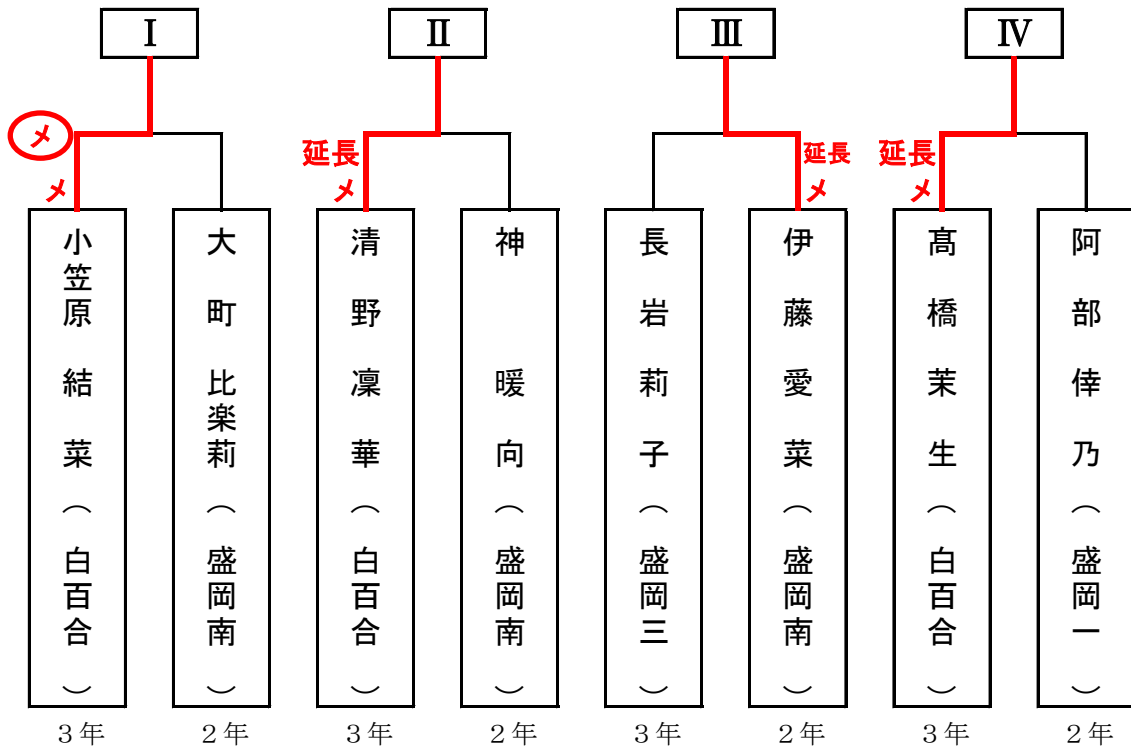 Ⅰ
Ⅱ
Ⅲ
Ⅳ
メ
メ
延長
メ
延長
メ
延長
メ
小笠原結菜(白百合)
大町比楽莉(盛岡南)
清野凜華(白百合)
神暖向(盛岡南)
長岩莉子(盛岡三)
伊藤愛菜(盛岡南)
髙橋茉生(白百合)
阿部倖乃(盛岡一)
3年
2年
3年
2年
3年
2年
3年
2年